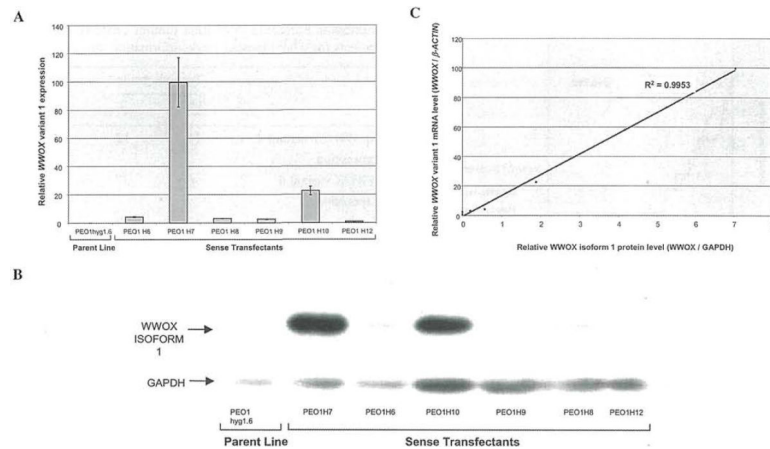 A
Relative WWOX variant 1 expression
140
120
100
80
60
40
20
0
PEO1hyg1.6
PEO1 H6
PEO1 H7
PEO1 H8
PEO1 H9
PEO1 H10
PEO1 H12
Parent Line
Sense Transfectants
C
Relative WWOX variant 1 mRNA level (WWOX / β-ACTIN)
120
100
80
60
40
20
0
R² = 0.9953
0
1
2
3
4
5
6
7
Relative WWOX isoform 1 protein level (WWOX / GAPDH)
B
WWOX
ISOFORM
1
GAPDH
PEO1
hyg1.6
PEO1H7
PEO1H6
PEO1H10
PEO1H9
PEO1H8
PEO1H12
Parent Line
Sense Transfectants